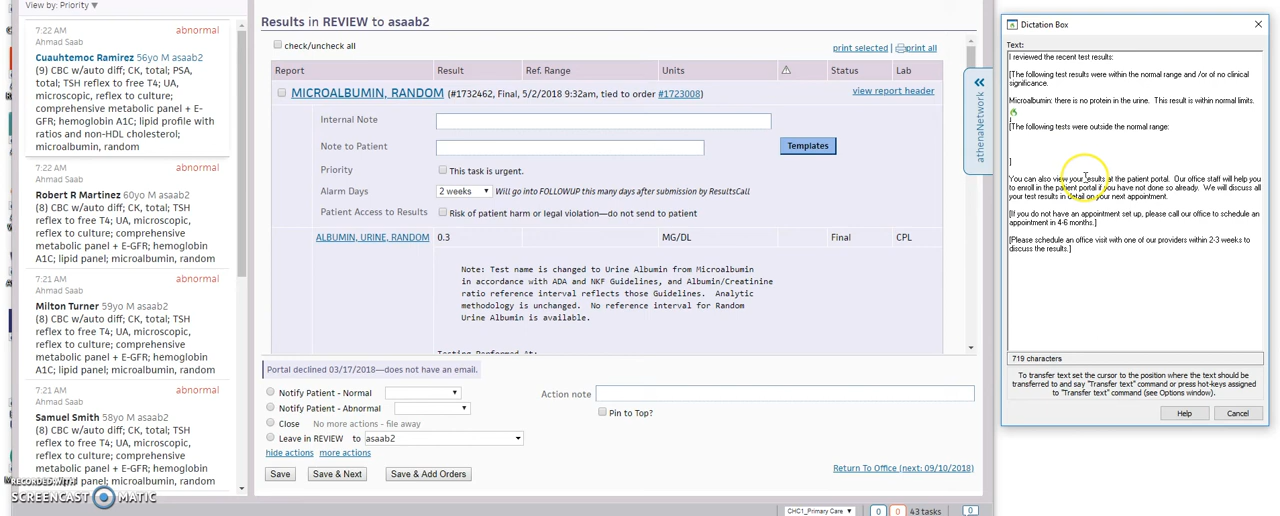 View by: Priority ▼
7:22 AM abnormal
Ahmad Saab
Cuauhtemoc Ramirez 56yo M asaab2
(9) CBC w/auto diff; CK, total; PSA,
total; TSH reflex to free T4; UA,
microscopic, reflex to culture;
comprehensive metabolic panel + E-
GFR; hemoglobin A1C; lipid profile with
ratios and non-HDL cholesterol;
microalbumin, random
7:22 AM abnormal
Ahmad Saab
Robert R Martinez 60yo M asaab2
(8) CBC w/auto diff; CK, total; TSH
reflex to free T4; UA, microscopic,
reflex to culture; comprehensive
metabolic panel + E-GFR; hemoglobin
A1C; lipid panel; microalbumin, random
7:21 AM abnormal
Ahmad Saab
Milton Turner 59yo M asaab2
(8) CBC w/auto diff; CK, total; TSH
reflex to free T4; UA, microscopic,
reflex to culture; comprehensive
metabolic panel + E-GFR; hemoglobin
A1C; lipid panel; microalbumin, random
7:21 AM abnormal
Ahmad Saab
Samuel Smith 58yo M asaab2
(8) CBC w/auto diff; CK, total; TSH
reflex to free T4; UA, microscopic,
reflex to culture; comprehensive
metabolic panel + E-GFR; hemoglobin
RECORDED WITH
SCREENCAST MATIC
Results in REVIEW to asaab2
check/uncheck all print selected print all
Report Result Ref. Range Units Status Lab
MICROALBUMIN, RANDOM (#1732462, Final, 5/2/2018 9:32am, tied to order #1723008) view report header
Internal Note
Note to Patient Templates
Priority This task is urgent.
Alarm Days 2 weeks Will go into FOLLOWUP this many days after submission by ResultsCall
Patient Access to Results Risk of patient harm or legal violation—do not send to patient
ALBUMIN, URINE, RANDOM 0.3 MG/DL Final CPL
Note: Test name is changed to Urine Albumin from Microalbumin
in accordance with ADA and NKF Guidelines, and Albumin/Creatinine
ratio reference interval reflects those Guidelines. Analytic
methodology is unchanged. No reference interval for Random
Urine Albumin is available.
Testing Performed At:
athenaNetwork
Portal declined 03/17/2018—does not have an email.
Notify Patient - Normal Action note
Notify Patient - Abnormal Pin to Top?
Close No more actions - file away
Leave in REVIEW to asaab2
hide actions more actions
Save Save & Next Save & Add Orders Return To Office (next: 09/10/2018)
CHC1_Primary Care 0 0 43 tasks 0
Dictation Box
Text:
I reviewed the recent test results:
[The following test results were within the normal range and /or of no clinical
significance.
Microalbumin: there is no protein in the urine. This result is within normal limits.
]
[The following tests were outside the normal range:
]
You can also view your results at the patient portal. Our office staff will help you
to enroll in the patient portal if you have not done so already. We will discuss all
your test results in detail on your next appointment.
[If you do not have an appointment set up, please call our office to schedule an
appointment in 4-6 months.]
[Please schedule an office visit with one of our providers within 2-3 weeks to
discuss the results.]
719 characters
To transfer text set the cursor to the position where the text should be
transferred to and say "Transfer text" command or press hot-keys assigned
to "Transfer text" command (see Options window).
Help Cancel